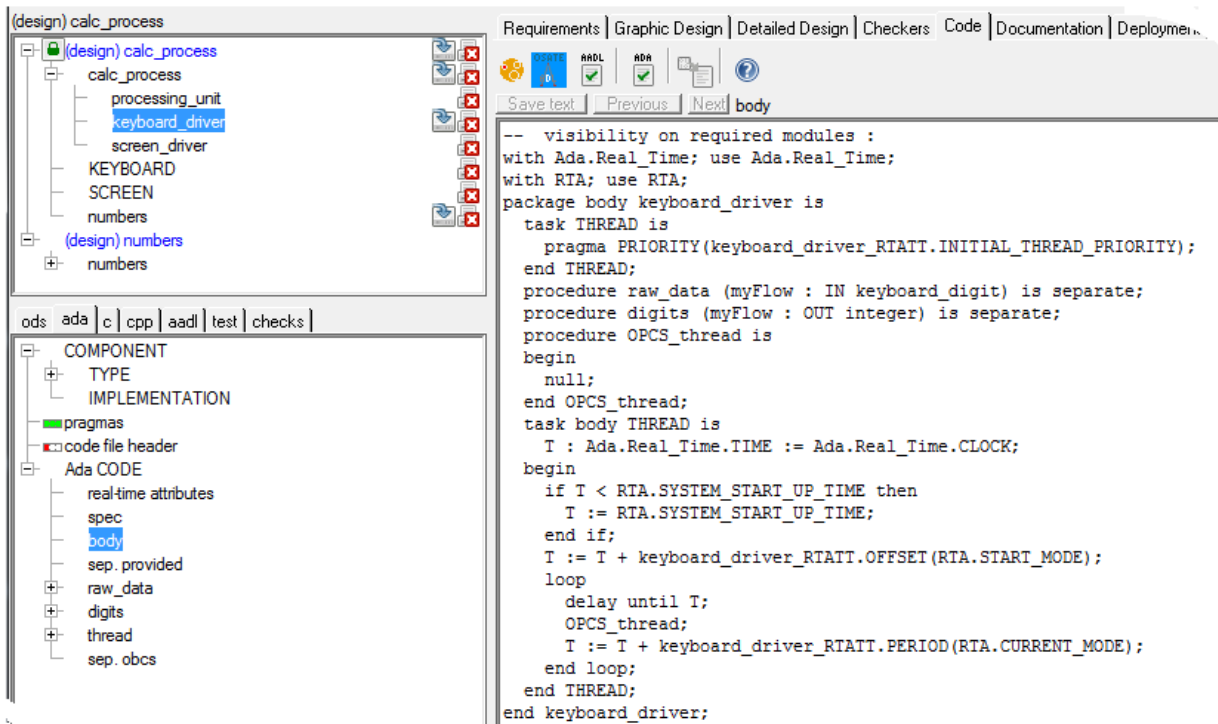 (design) calc_process
(design) calc_process
calc_process
processing_unit
keyboard_driver
screen_driver
KEYBOARD
SCREEN
numbers
(design) numbers
numbers
ods ada c cpp aadl test checks
COMPONENT
TYPE
IMPLEMENTATION
pragmas
code file header
Ada CODE
real-time attributes
spec
body
sep. provided
raw_data
digits
thread
sep. obcs
Requirements Graphic Design Detailed Design Checkers Code Documentation
OSATE D AADL ADA ?
Save text Previous Next body
--  visibility on required modules :
with Ada.Real_Time; use Ada.Real_Time;
with RTA; use RTA;
package body keyboard_driver is
  task THREAD is
    pragma PRIORITY(keyboard_driver_RTATT.INITIAL_THREAD_PRIORITY);
  end THREAD;
  procedure raw_data (myFlow : IN keyboard_digit) is separate;
  procedure digits (myFlow : OUT integer) is separate;
  procedure OPCS_thread is
  begin
    null;
  end OPCS_thread;
  task body THREAD is
    T : Ada.Real_Time.TIME := Ada.Real_Time.CLOCK;
  begin
    if T < RTA.SYSTEM_START_UP_TIME then
      T := RTA.SYSTEM_START_UP_TIME;
    end if;
    T := T + keyboard_driver_RTATT.OFFSET(RTA.START_MODE);
    loop
      delay until T;
      OPCS_thread;
      T := T + keyboard_driver_RTATT.PERIOD(RTA.CURRENT_MODE);
    end loop;
  end THREAD;
end keyboard_driver;